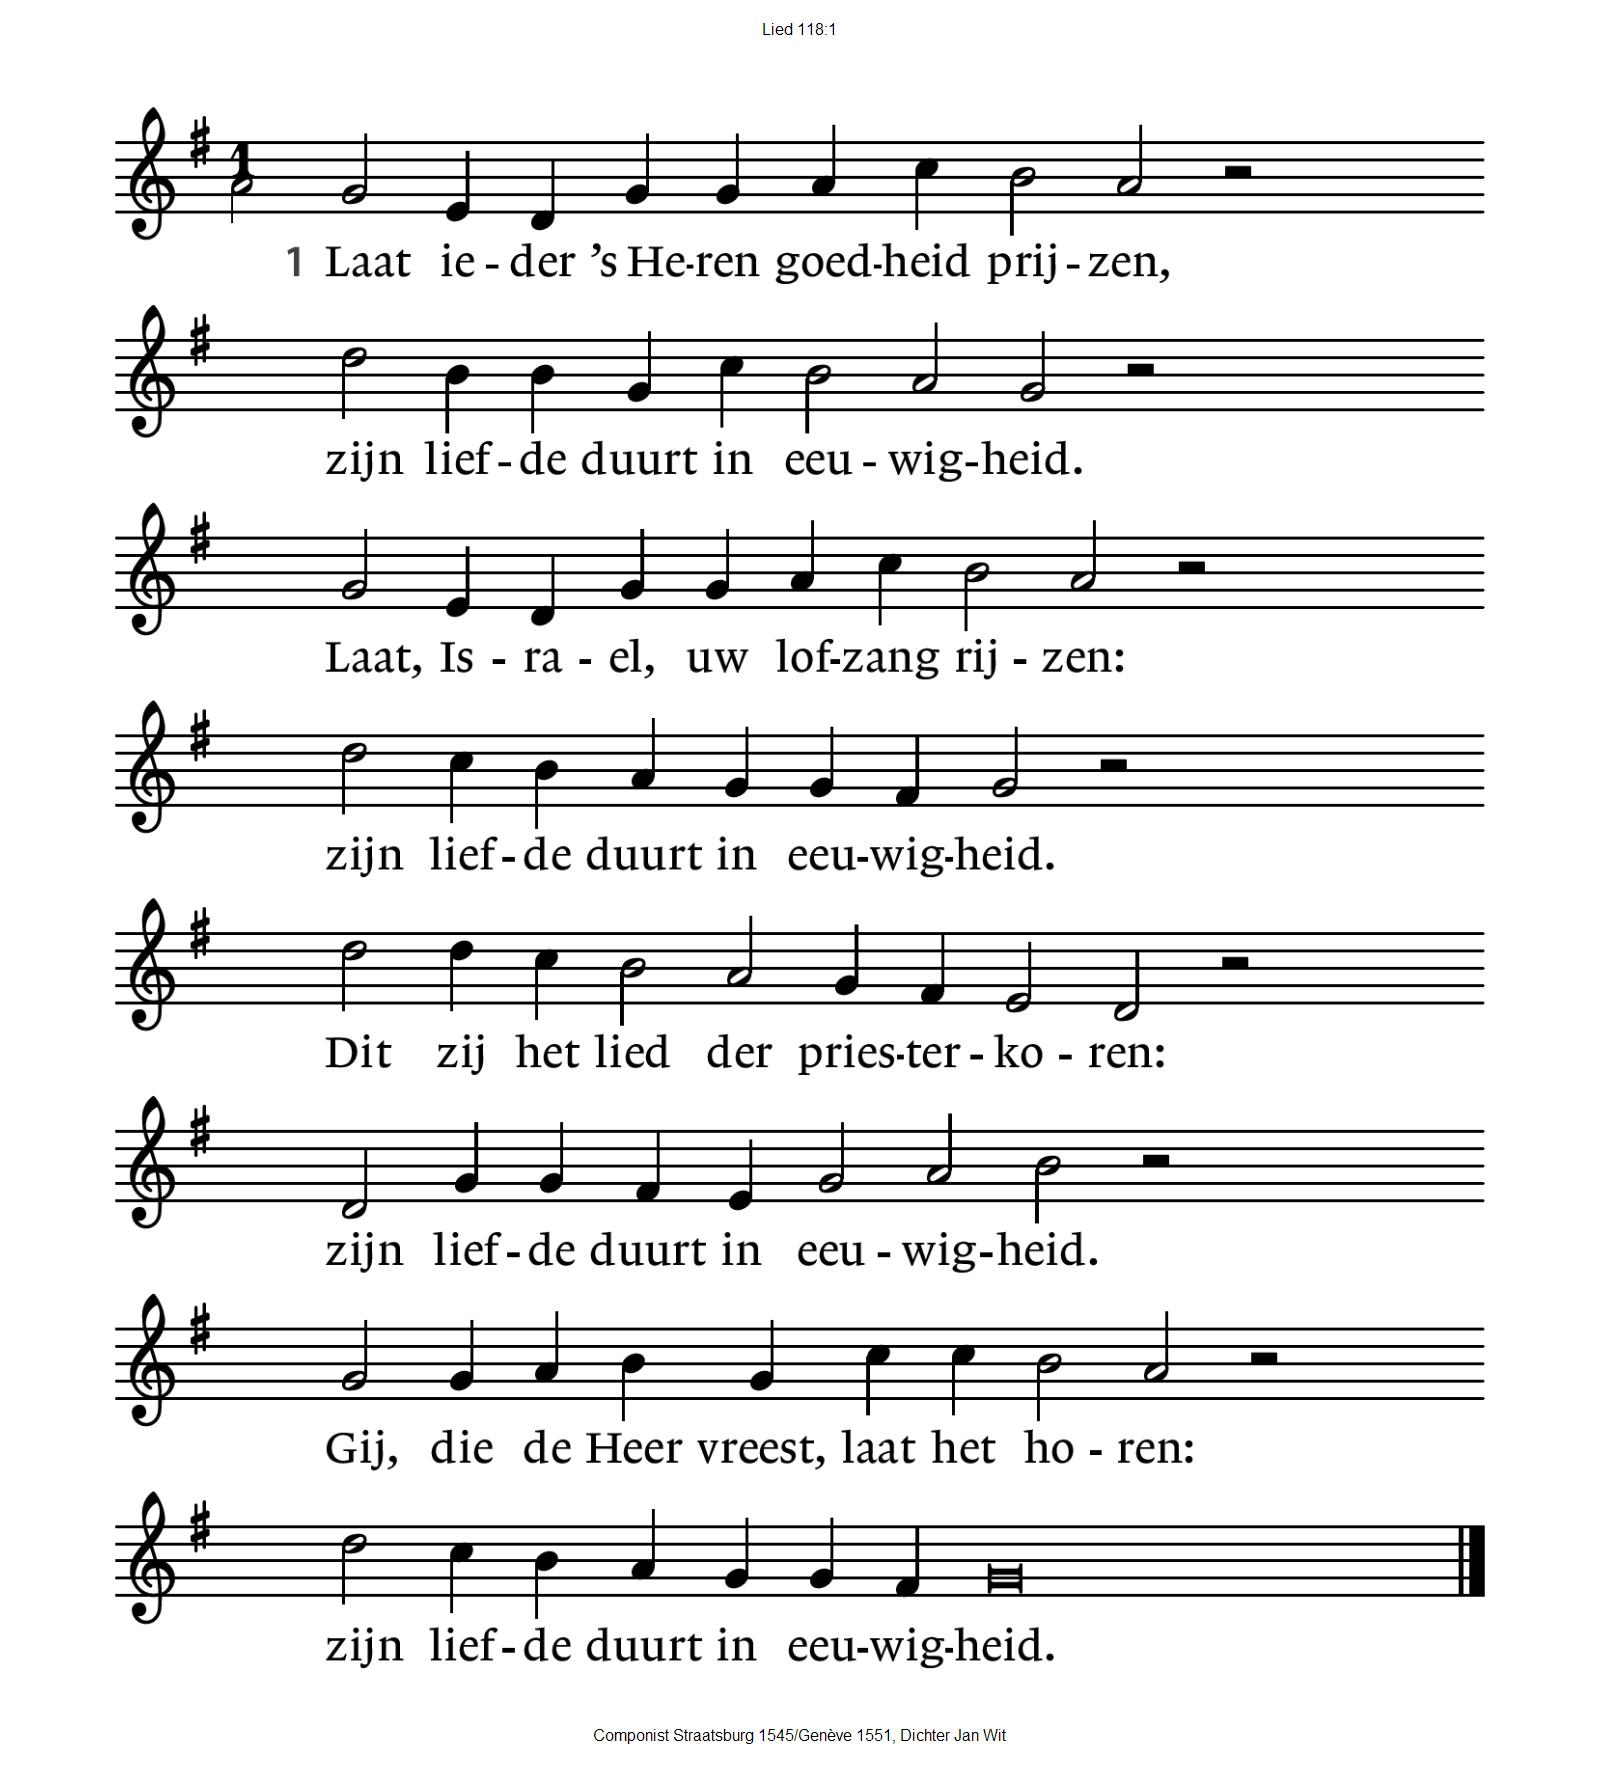 Lied 118:1
1
1 Laat ie - der ’s He-ren goed-heid prij - zen,
zijn lief - de duurt in eeu - wig-heid.
Laat, Is - ra - el, uw lof-zang rij - zen:
zijn lief - de duurt in eeu-wig-heid.
Dit zij het lied der pries-ter - ko - ren:
zijn lief - de duurt in eeu - wig-heid.
Gij, die de Heer vreest, laat het ho - ren:
zijn lief - de duurt in eeu-wig-heid.
Componist Straatsburg 1545/Genève 1551, Dichter Jan Wit